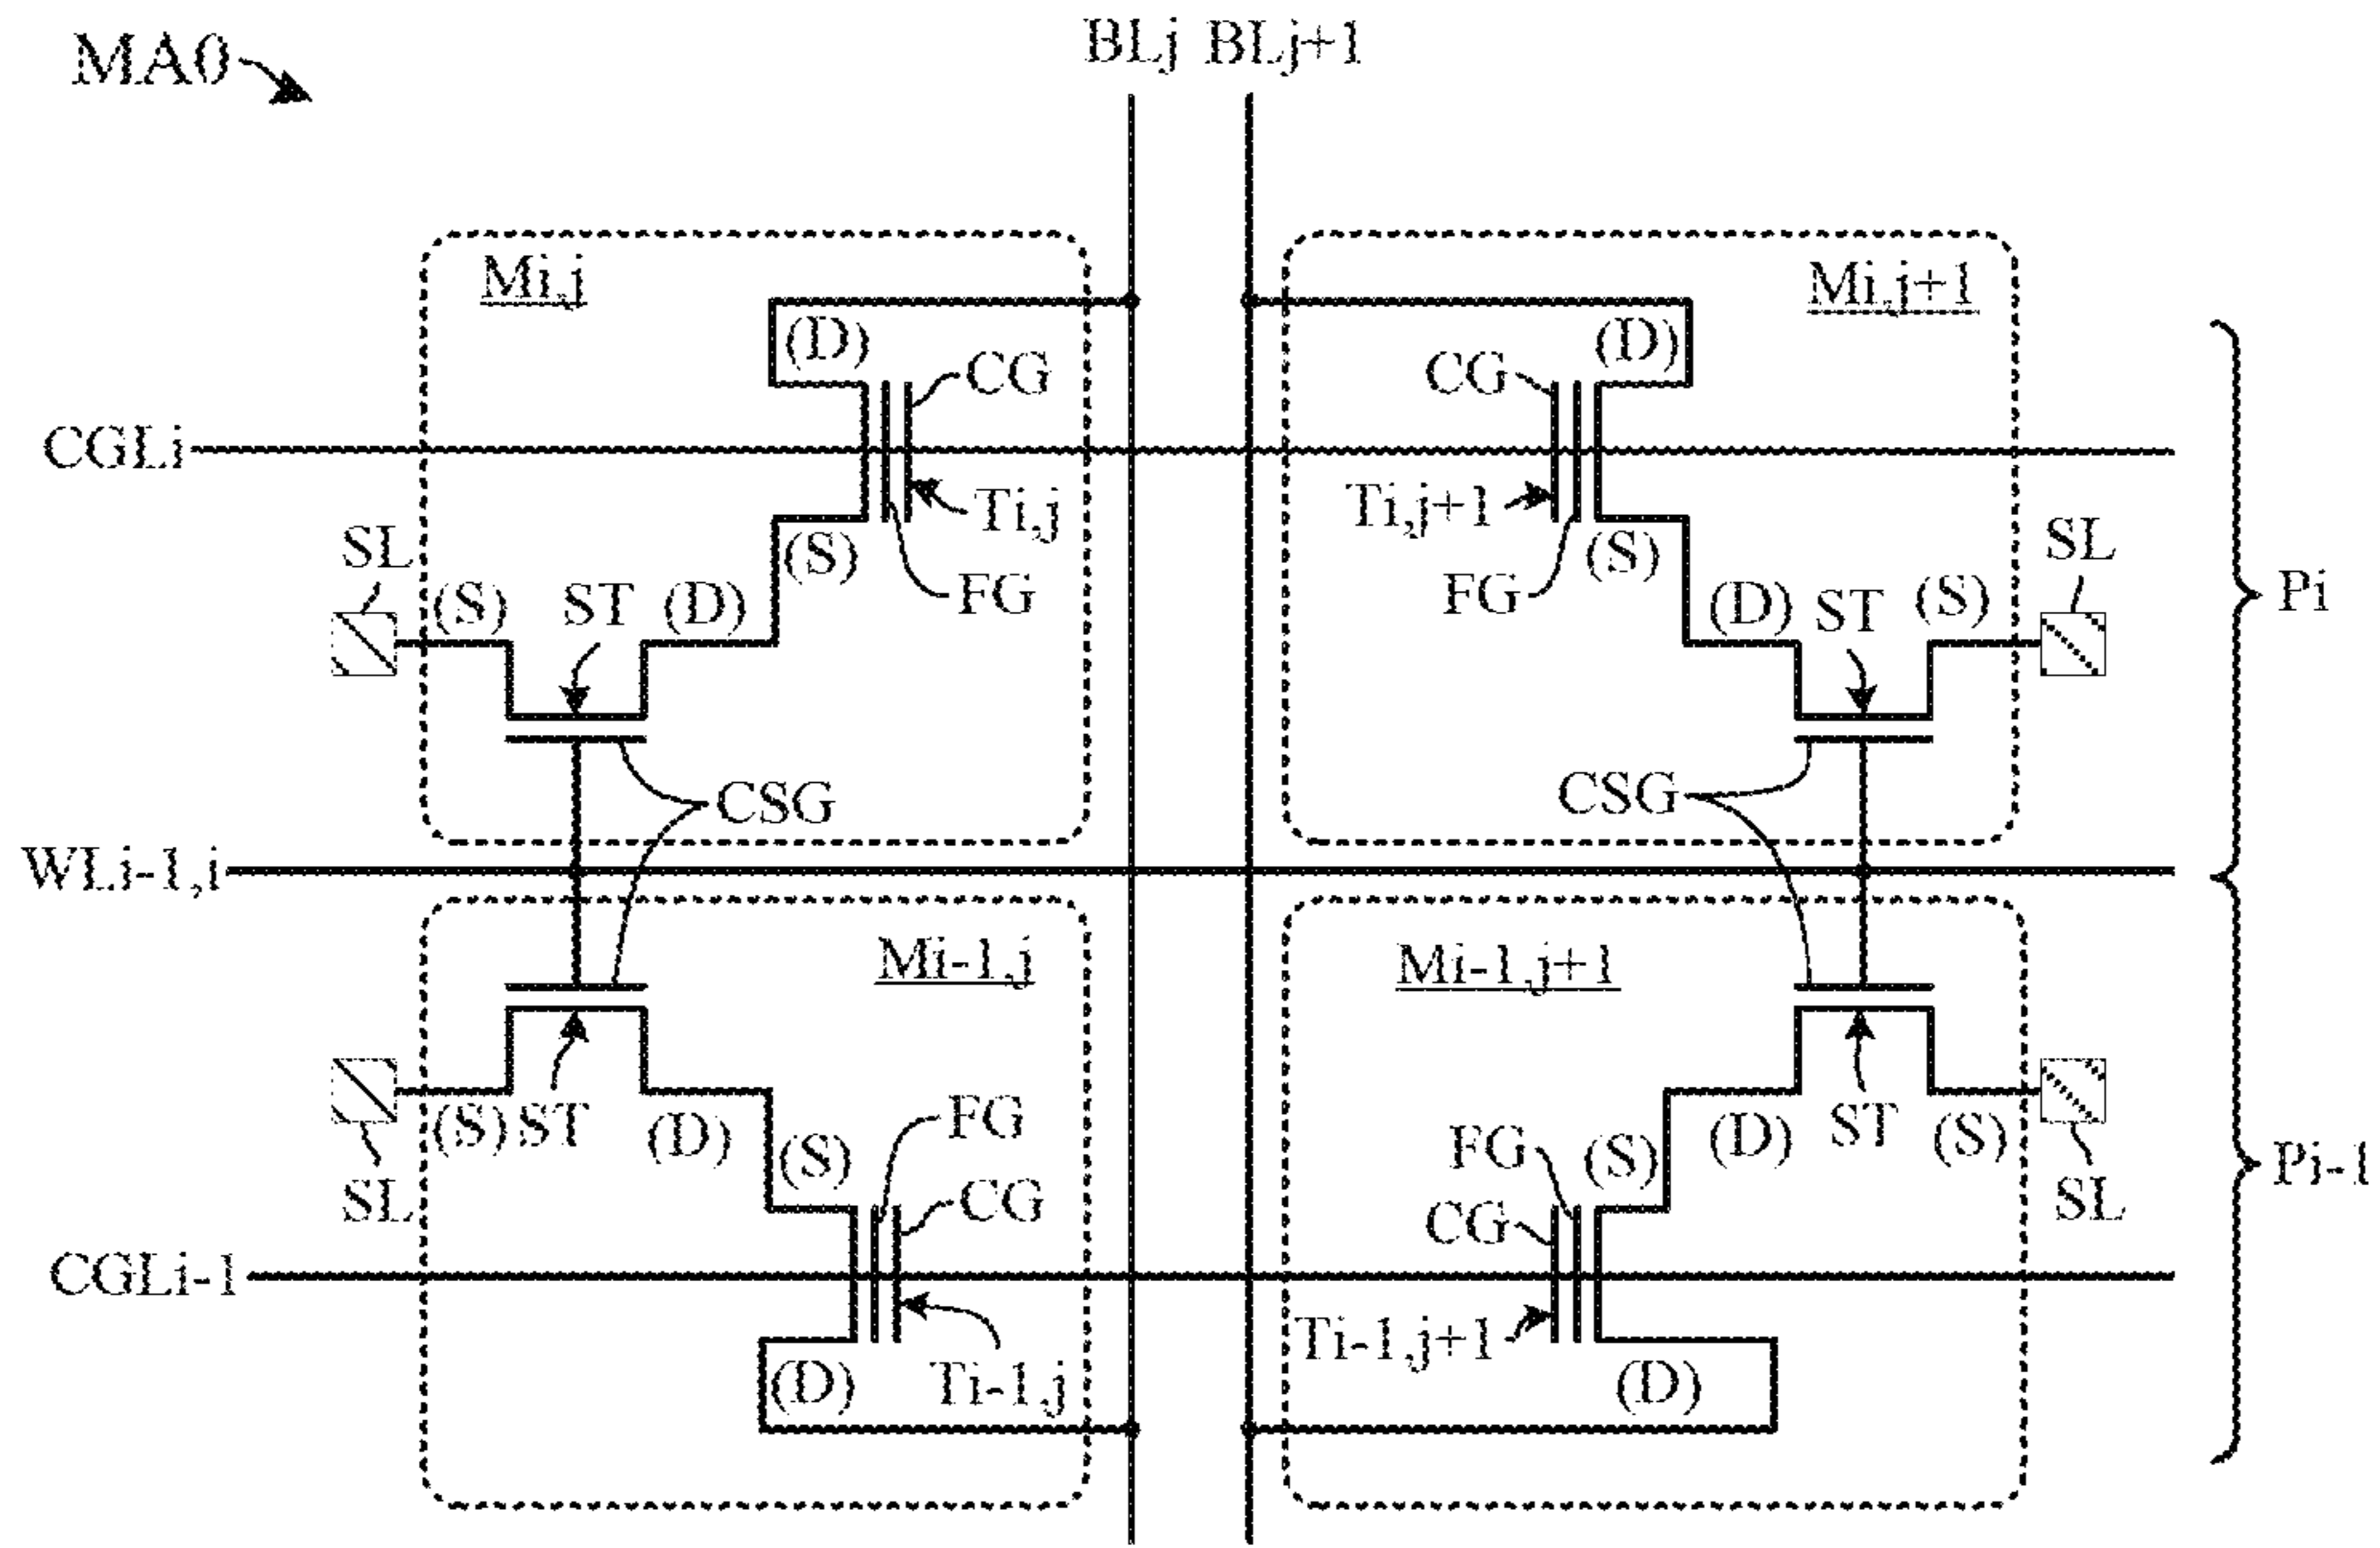 MA0
BLj BLj+1
Mi,j
Mi,j+1
(D)
(D)
CG
CG
CGLi
Ti,j
Ti,j+1
SL
(S)
(S)
SL
(S)
ST
(D)
FG
FG
(D)
ST
(S)
Pi
CSG
CSG
WLi-1,i
Mi-1,j
Mi-1,j+1
(S)
ST
(D)
FG
(D)
ST
(S)
(S)
FG
(S)
Pi-1
SL
CG
CG
SL
CGLi-1
Ti-1,j+1
(D)
Ti-1,j
(D)